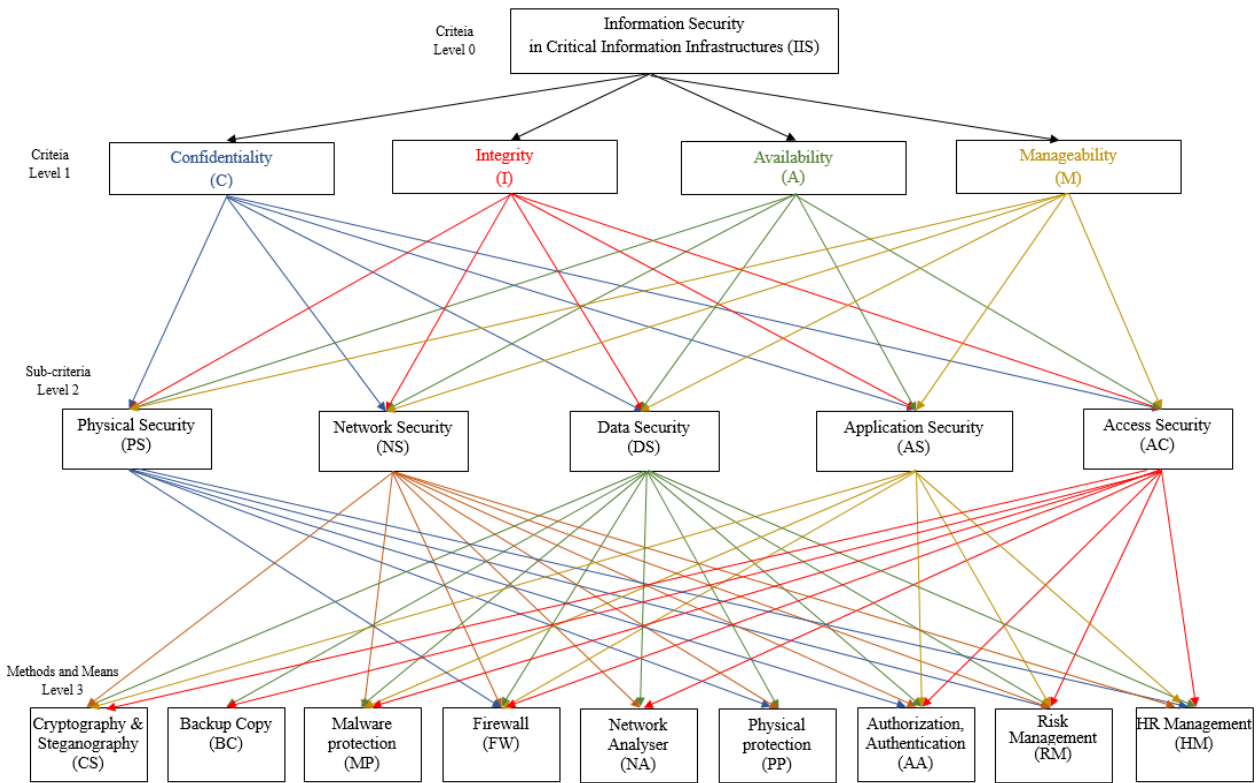 Criteia
Level 0
Information Security
in Critical Information Infrastructures (IIS)
Criteia
Level 1
Confidentiality
(C)
Integrity
(I)
Availability
(A)
Manageability
(M)
Sub-criteria
Level 2
Physical Security
(PS)
Network Security
(NS)
Data Security
(DS)
Application Security
(AS)
Access Security
(AC)
Methods and Means
Level 3
Cryptography &
Steganography
(CS)
Backup Copy
(BC)
Malware
protection
(MP)
Firewall
(FW)
Network
Analyser
(NA)
Physical
protection
(PP)
Authorization,
Authentication
(AA)
Risk
Management
(RM)
HR Management
(HM)